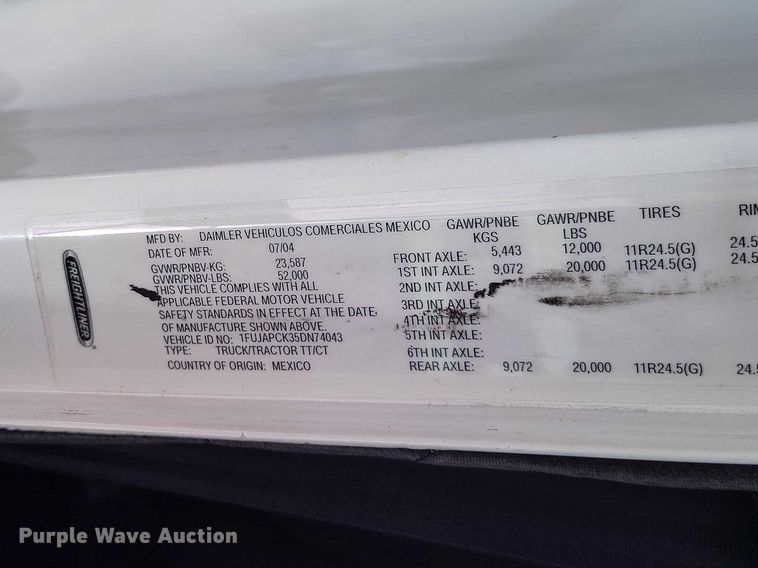 FREIGHTLINER
MFD BY: DAIMLER VEHICULOS COMERCIALES MEXICO
DATE OF MFR: 07/04
GVWR/PNBV-KG: 23,587
GVWR/PNBV-LBS: 52,000
THIS VEHICLE COMPLIES WITH ALL
APPLICABLE FEDERAL MOTOR VEHICLE
SAFETY STANDARDS IN EFFECT AT THE DATE
OF MANUFACTURE SHOWN ABOVE.
VEHICLE ID NO: 1FUJAPCK35DN74043
TYPE: TRUCK/TRACTOR TT/CT
COUNTRY OF ORIGIN: MEXICO
GAWR/PNBE GAWR/PNBE TIRES RI
KGS LBS
FRONT AXLE: 5,443 12,000 11R24.5(G) 24.5
1ST INT AXLE: 9,072 20,000 11R24.5(G) 24.5
2ND INT AXLE:
3RD INT AXLE:
4TH INT AXLE:
5TH INT AXLE:
6TH INT AXLE:
REAR AXLE: 9,072 20,000 11R24.5(G) 24.5
Purple Wave Auction